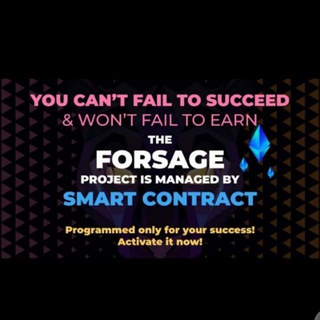 YOU CAN'T FAIL TO SUCCEED
& WON'T FAIL TO EARN
THE
FORSAGE
PROJECT IS MANAGED BY
SMART CONTRACT
Programmed only for your success!
Activate it now!